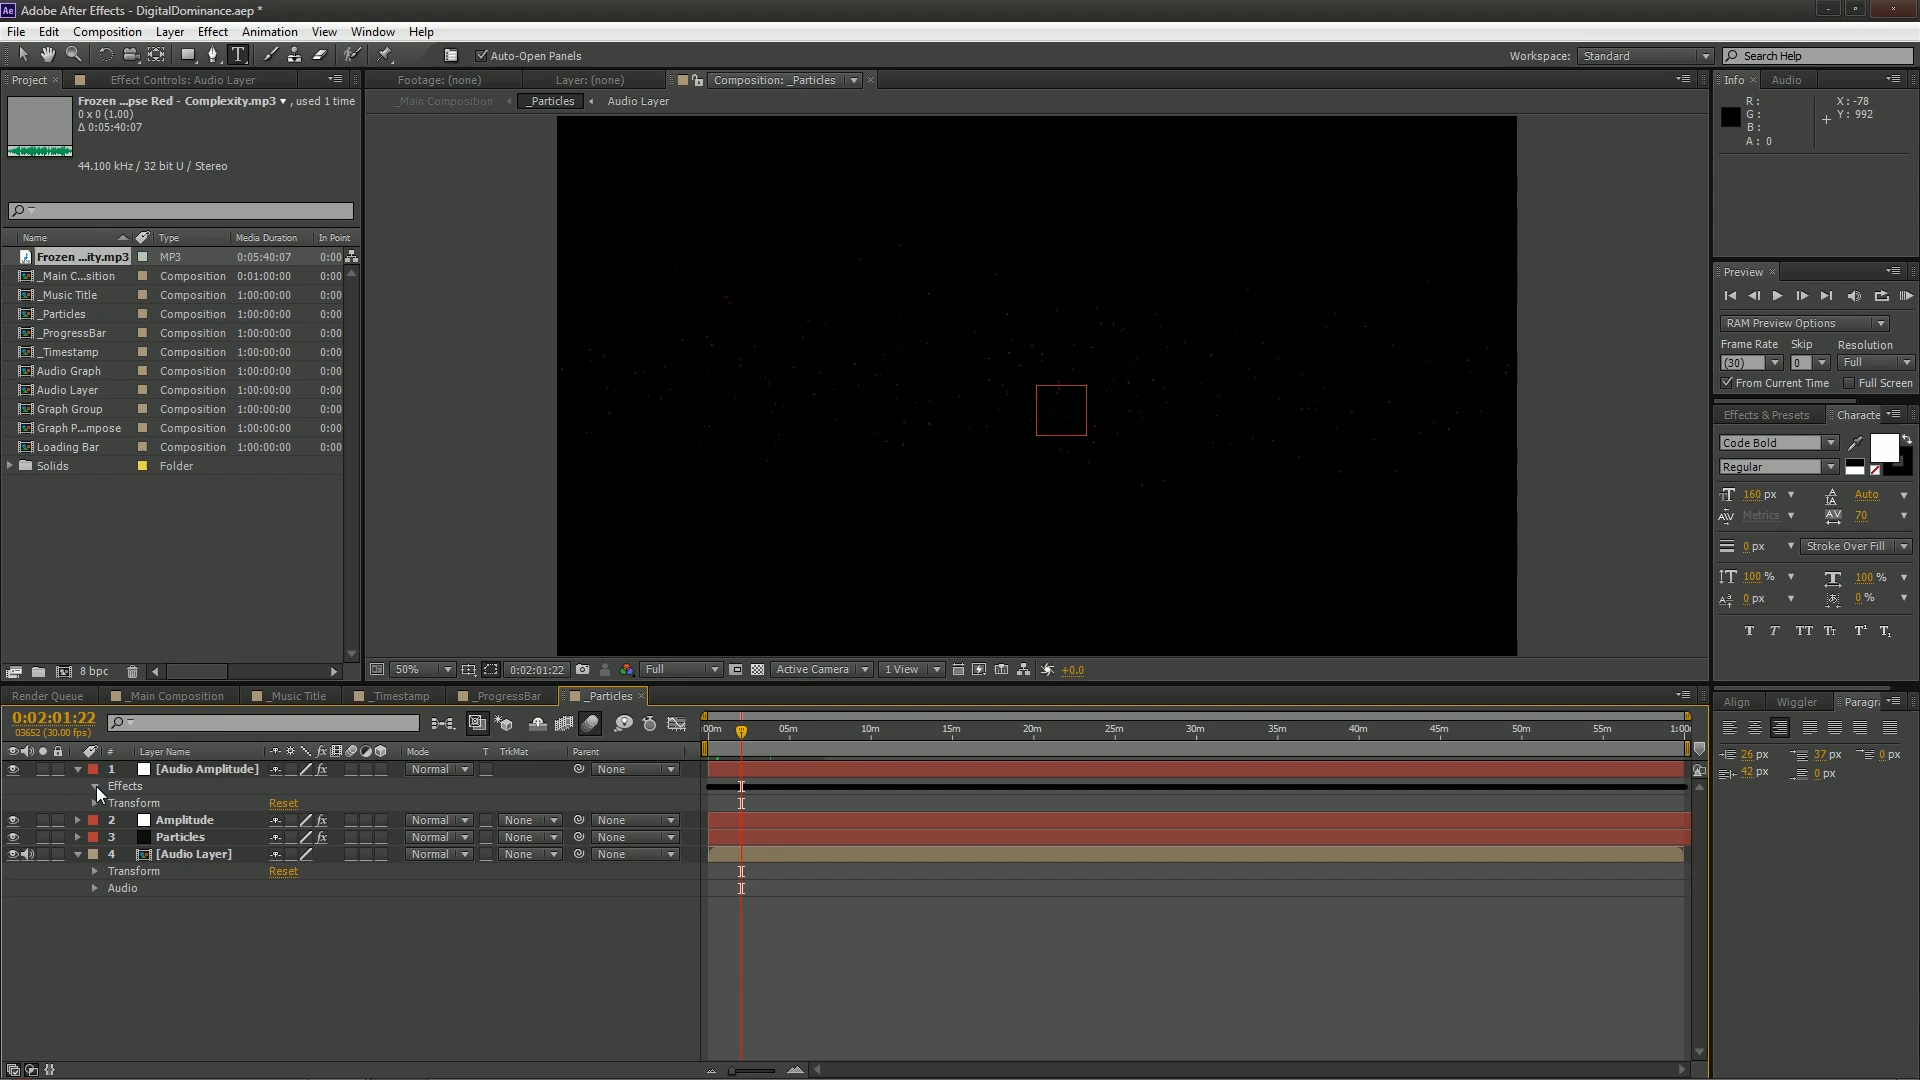 Adobe After Effects - DigitalDominance.aep *
File Edit Composition Layer Effect Animation View Window Help
Auto-Open Panels
Workspace: Standard
Search Help
Project
Effect Controls: Audio Layer
Footage: (none)
Layer: (none)
Composition: _Particles
Info Audio
Frozen ...pse Red - Complexity.mp3 , used 1 time
0 x 0 (1.00)
Δ 0:05:40:07
44.100 kHz / 32 bit U / Stereo
_Main Composition _Particles Audio Layer
R:
G:
B:
A: 0
X: -78
Y: 992
Name Type Media Duration In Point
Frozen ...ity.mp3 MP3 0:05:40:07 0:00
_Main C...sition Composition 0:01:00:00 0:00
_Music Title Composition 1:00:00:00 0:00
_Particles Composition 1:00:00:00 0:00
_ProgressBar Composition 1:00:00:00 0:00
_Timestamp Composition 1:00:00:00 0:00
Audio Graph Composition 1:00:00:00 0:00
Audio Layer Composition 1:00:00:00 0:00
Graph Group Composition 1:00:00:00 0:00
Graph P...mpose Composition 1:00:00:00 0:00
Loading Bar Composition 1:00:00:00 0:00
Solids Folder
8 bpc
Preview
RAM Preview Options
Frame Rate Skip Resolution
(30) 0 Full
From Current Time Full Screen
Effects & Presets Characte
Code Bold
Regular
160 px Auto
Metrics 70
0 px Stroke Over Fill
100 % 100 %
0 px 0 %
T T TT Tt T¹ T₁
50% 0:02:01:22 Full Active Camera 1 View +0.0
Render Queue _Main Composition _Music Title _Timestamp _ProgressBar _Particles
Align Wiggler Paragra
0:02:01:22
03652 (30.00 fps)
:00m 05m 10m 15m 20m 25m 30m 35m 40m 45m 50m 55m 1:00
# Layer Name fx Mode T TrkMat Parent
1 [Audio Amplitude] fx Normal None
Effects
Transform Reset
2 Amplitude fx Normal None None
3 Particles fx Normal None None
4 [Audio Layer] Normal None None
Transform Reset
Audio
26 px 37 px 0 px
42 px 0 px